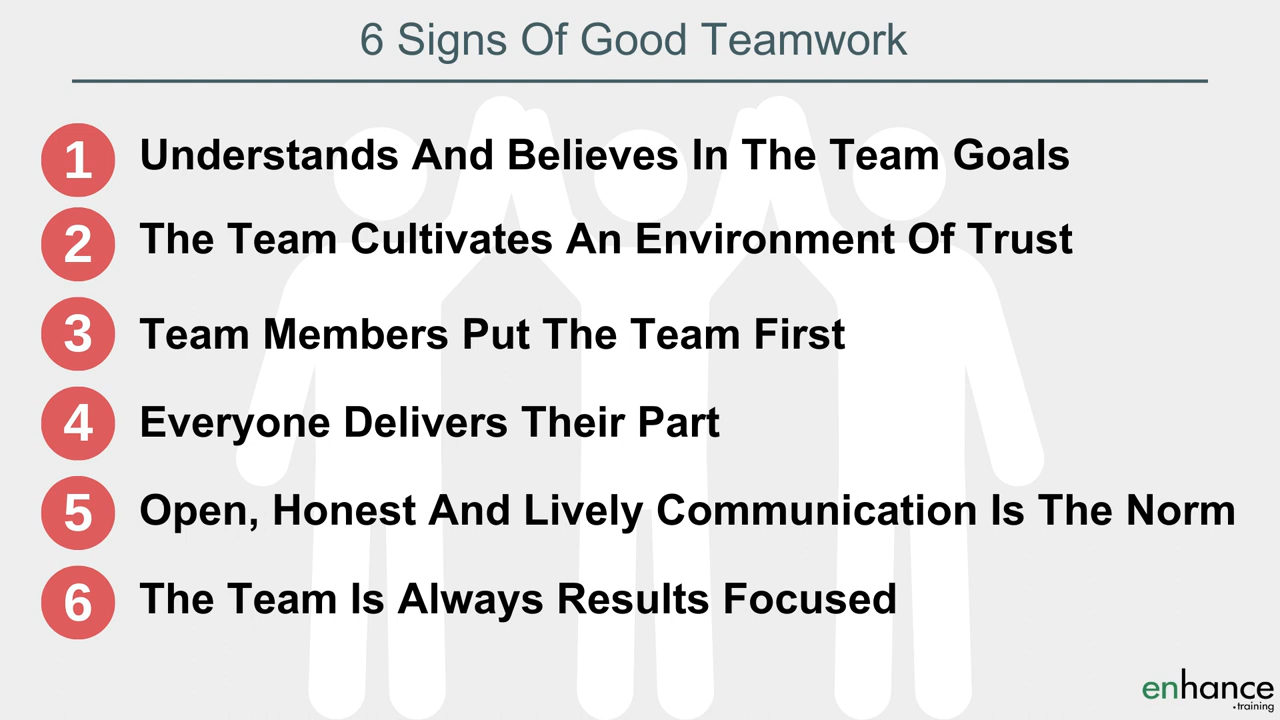 6 Signs Of Good Teamwork
1 Understands And Believes In The Team Goals
2 The Team Cultivates An Environment Of Trust
3 Team Members Put The Team First
4 Everyone Delivers Their Part
5 Open, Honest And Lively Communication Is The Norm
6 The Team Is Always Results Focused
enhance
.training